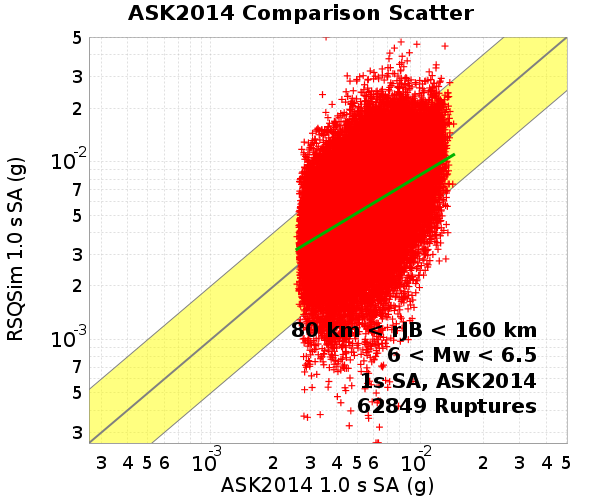 ASK2014 Comparison Scatter
RSQSim 1.0 s SA (g)
5
3
2
10-2
7
5
3
2
10-3
7
5
3
80 km < rJB < 160 km
6 < Mw < 6.5
1s SA, ASK2014
62849 Ruptures
3 4 5 6 10-3 2 3 4 5 6 10-2 2 3 4 5
ASK2014 1.0 s SA (g)